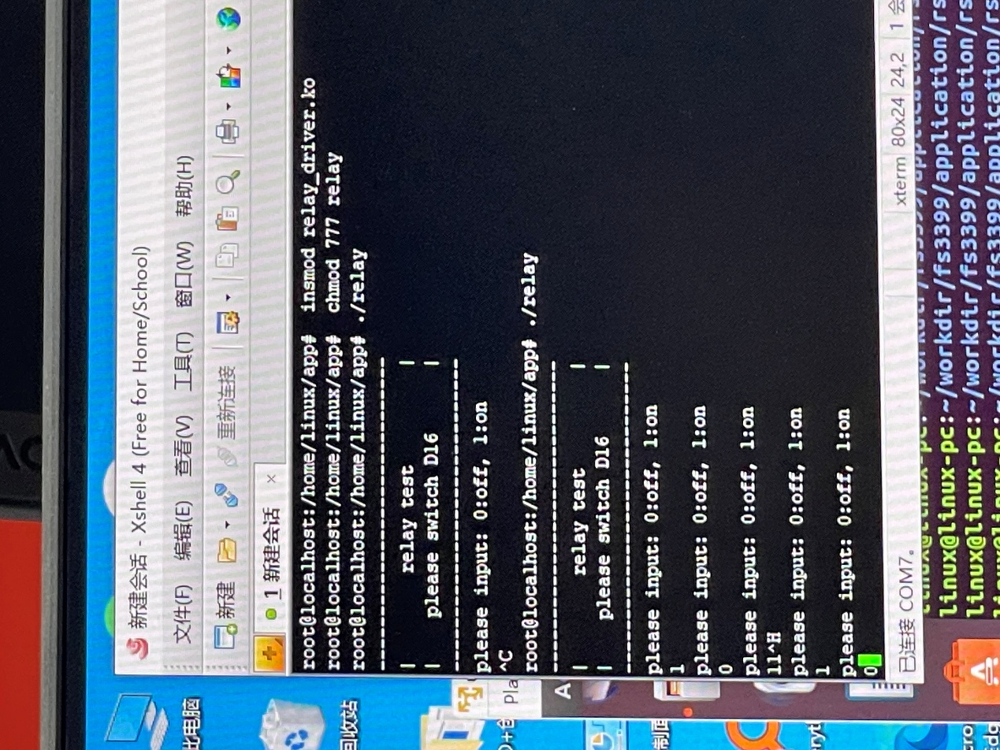 新建会话 - Xshell 4 (Free for Home/School)
文件(F) 编辑(E) 查看(V) 工具(T) 窗口(W) 帮助(H)
新建 重新连接
1 新建会话 ×
root@localhost:/home/linux/app# insmod relay_driver.ko
root@localhost:/home/linux/app# chmod 777 relay
root@localhost:/home/linux/app# ./relay
----------------------------------------
| relay test |
| please switch D16 |
----------------------------------------
please input: 0:off, 1:on
^C
root@localhost:/home/linux/app# ./relay
----------------------------------------
| relay test |
| please switch D16 |
----------------------------------------
please input: 0:off, 1:on
1
please input: 0:off, 1:on
0
please input: 0:off, 1:on
11^H
please input: 0:off, 1:on
1
please input: 0:off, 1:on
0
已连接 COM7。 xterm 80x24 24,2 1 会
linux@linux-pc:~/workdir/fs3399/application/rs
linux@linux-pc:~/workdir/fs3399/application/rs
linux@linux-pc:~/workdir/fs3399/application/rs
此电脑
回收站
Pla
A
制面